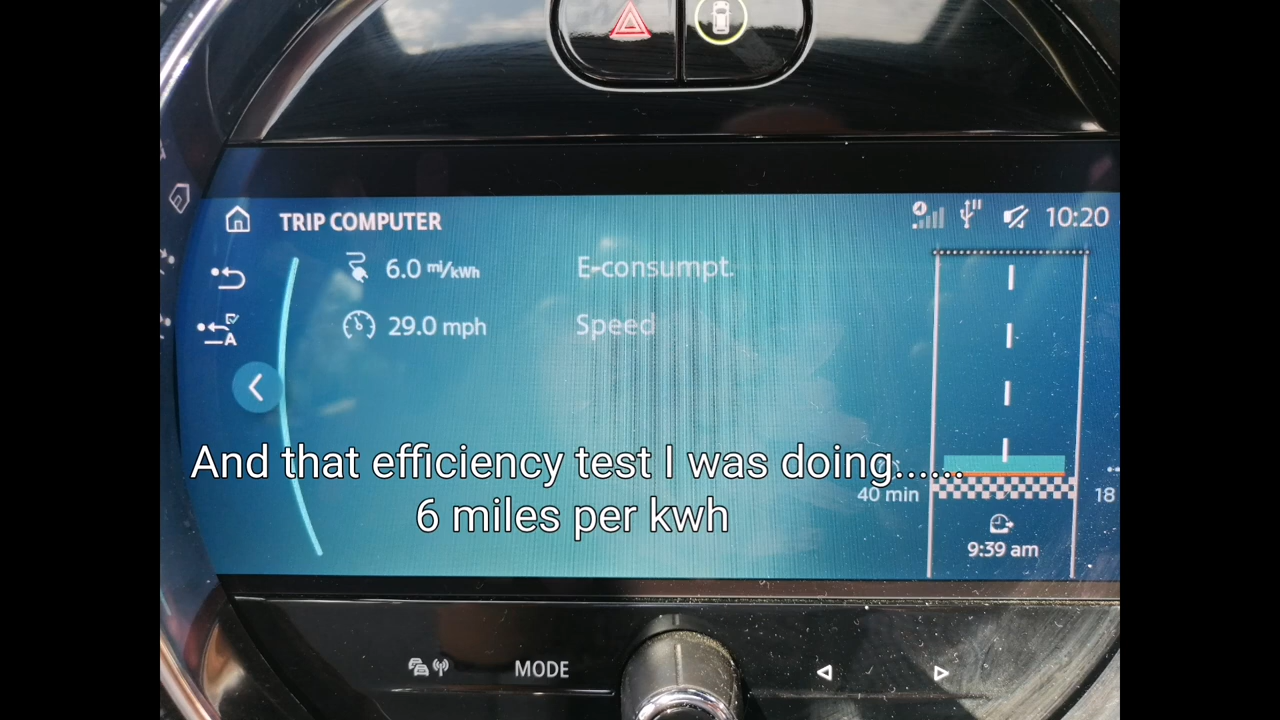 TRIP COMPUTER
10:20
6.0 mi/kWh E-consumpt.
29.0 mph Speed
A
And that efficiency test I was doing......
6 miles per kwh
40 min
18
9:39 am
MODE